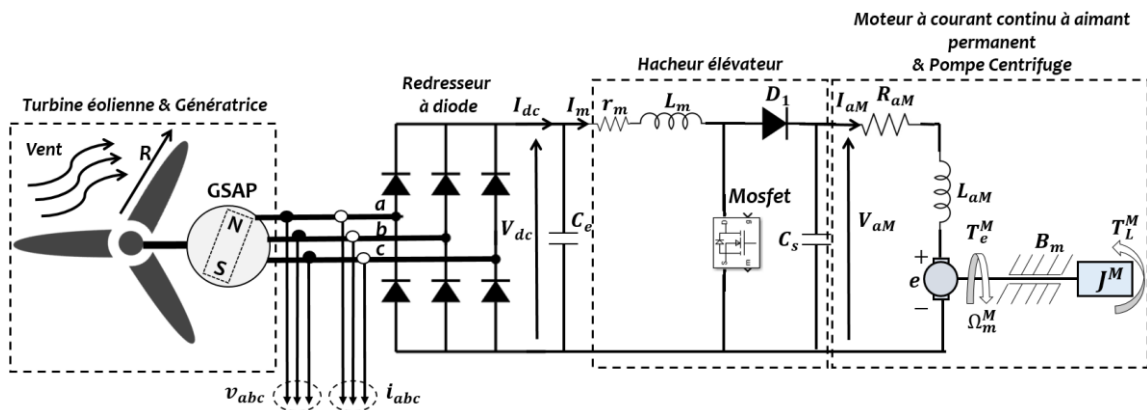 Moteur à courant continu à aimant
permanent
& Pompe Centrifuge
Hacheur élévateur
Redresseur
à diode
Turbine éolienne & Génératrice
Vent
R
GSAP
N
S
a
b
c
v_abc
i_abc
I_dc
I_m
V_dc
C_e
r_m
L_m
D_1
Mosfet
g
D
S
m
C_s
I_aM
R_aM
V_aM
L_aM
+
e
−
T_e^M
Ω_m^M
B_m
J^M
T_L^M